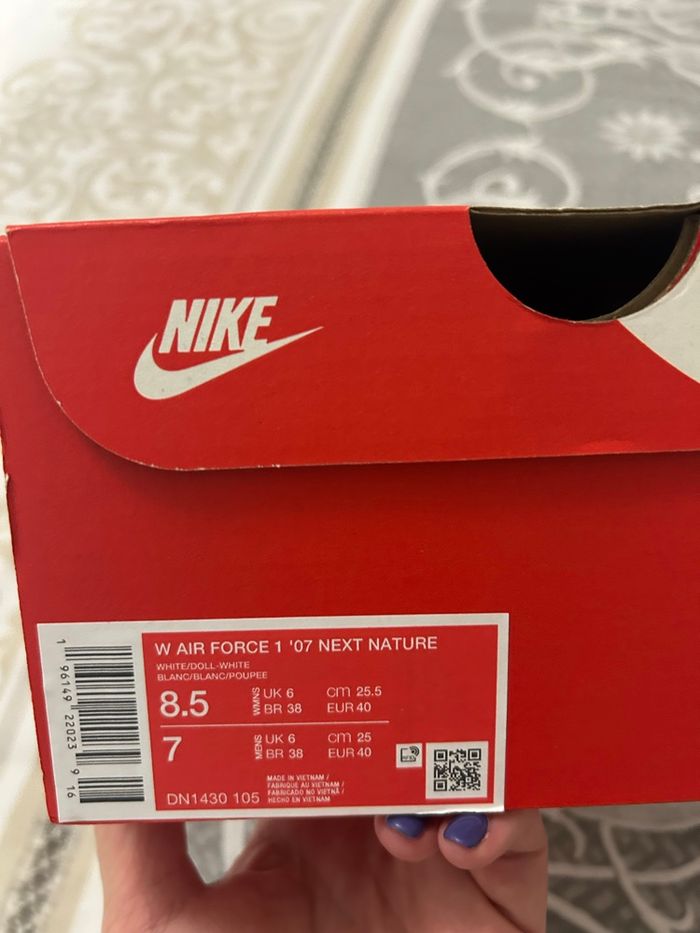 NIKE
W AIR FORCE 1 '07 NEXT NATURE
WHITE/DOLL-WHITE
BLANC/BLANC/POUPEE
8.5 WMNS UK 6 cm 25.5
BR 38 EUR 40
7 MENS UK 6 cm 25
BR 38 EUR 40
MADE IN VIETNAM /
FABRIQUE AU VIETNAM /
FABRICADO NO VIETNÃ /
DN1430 105 HECHO EN VIETNAM
1 96149 22023 9 16